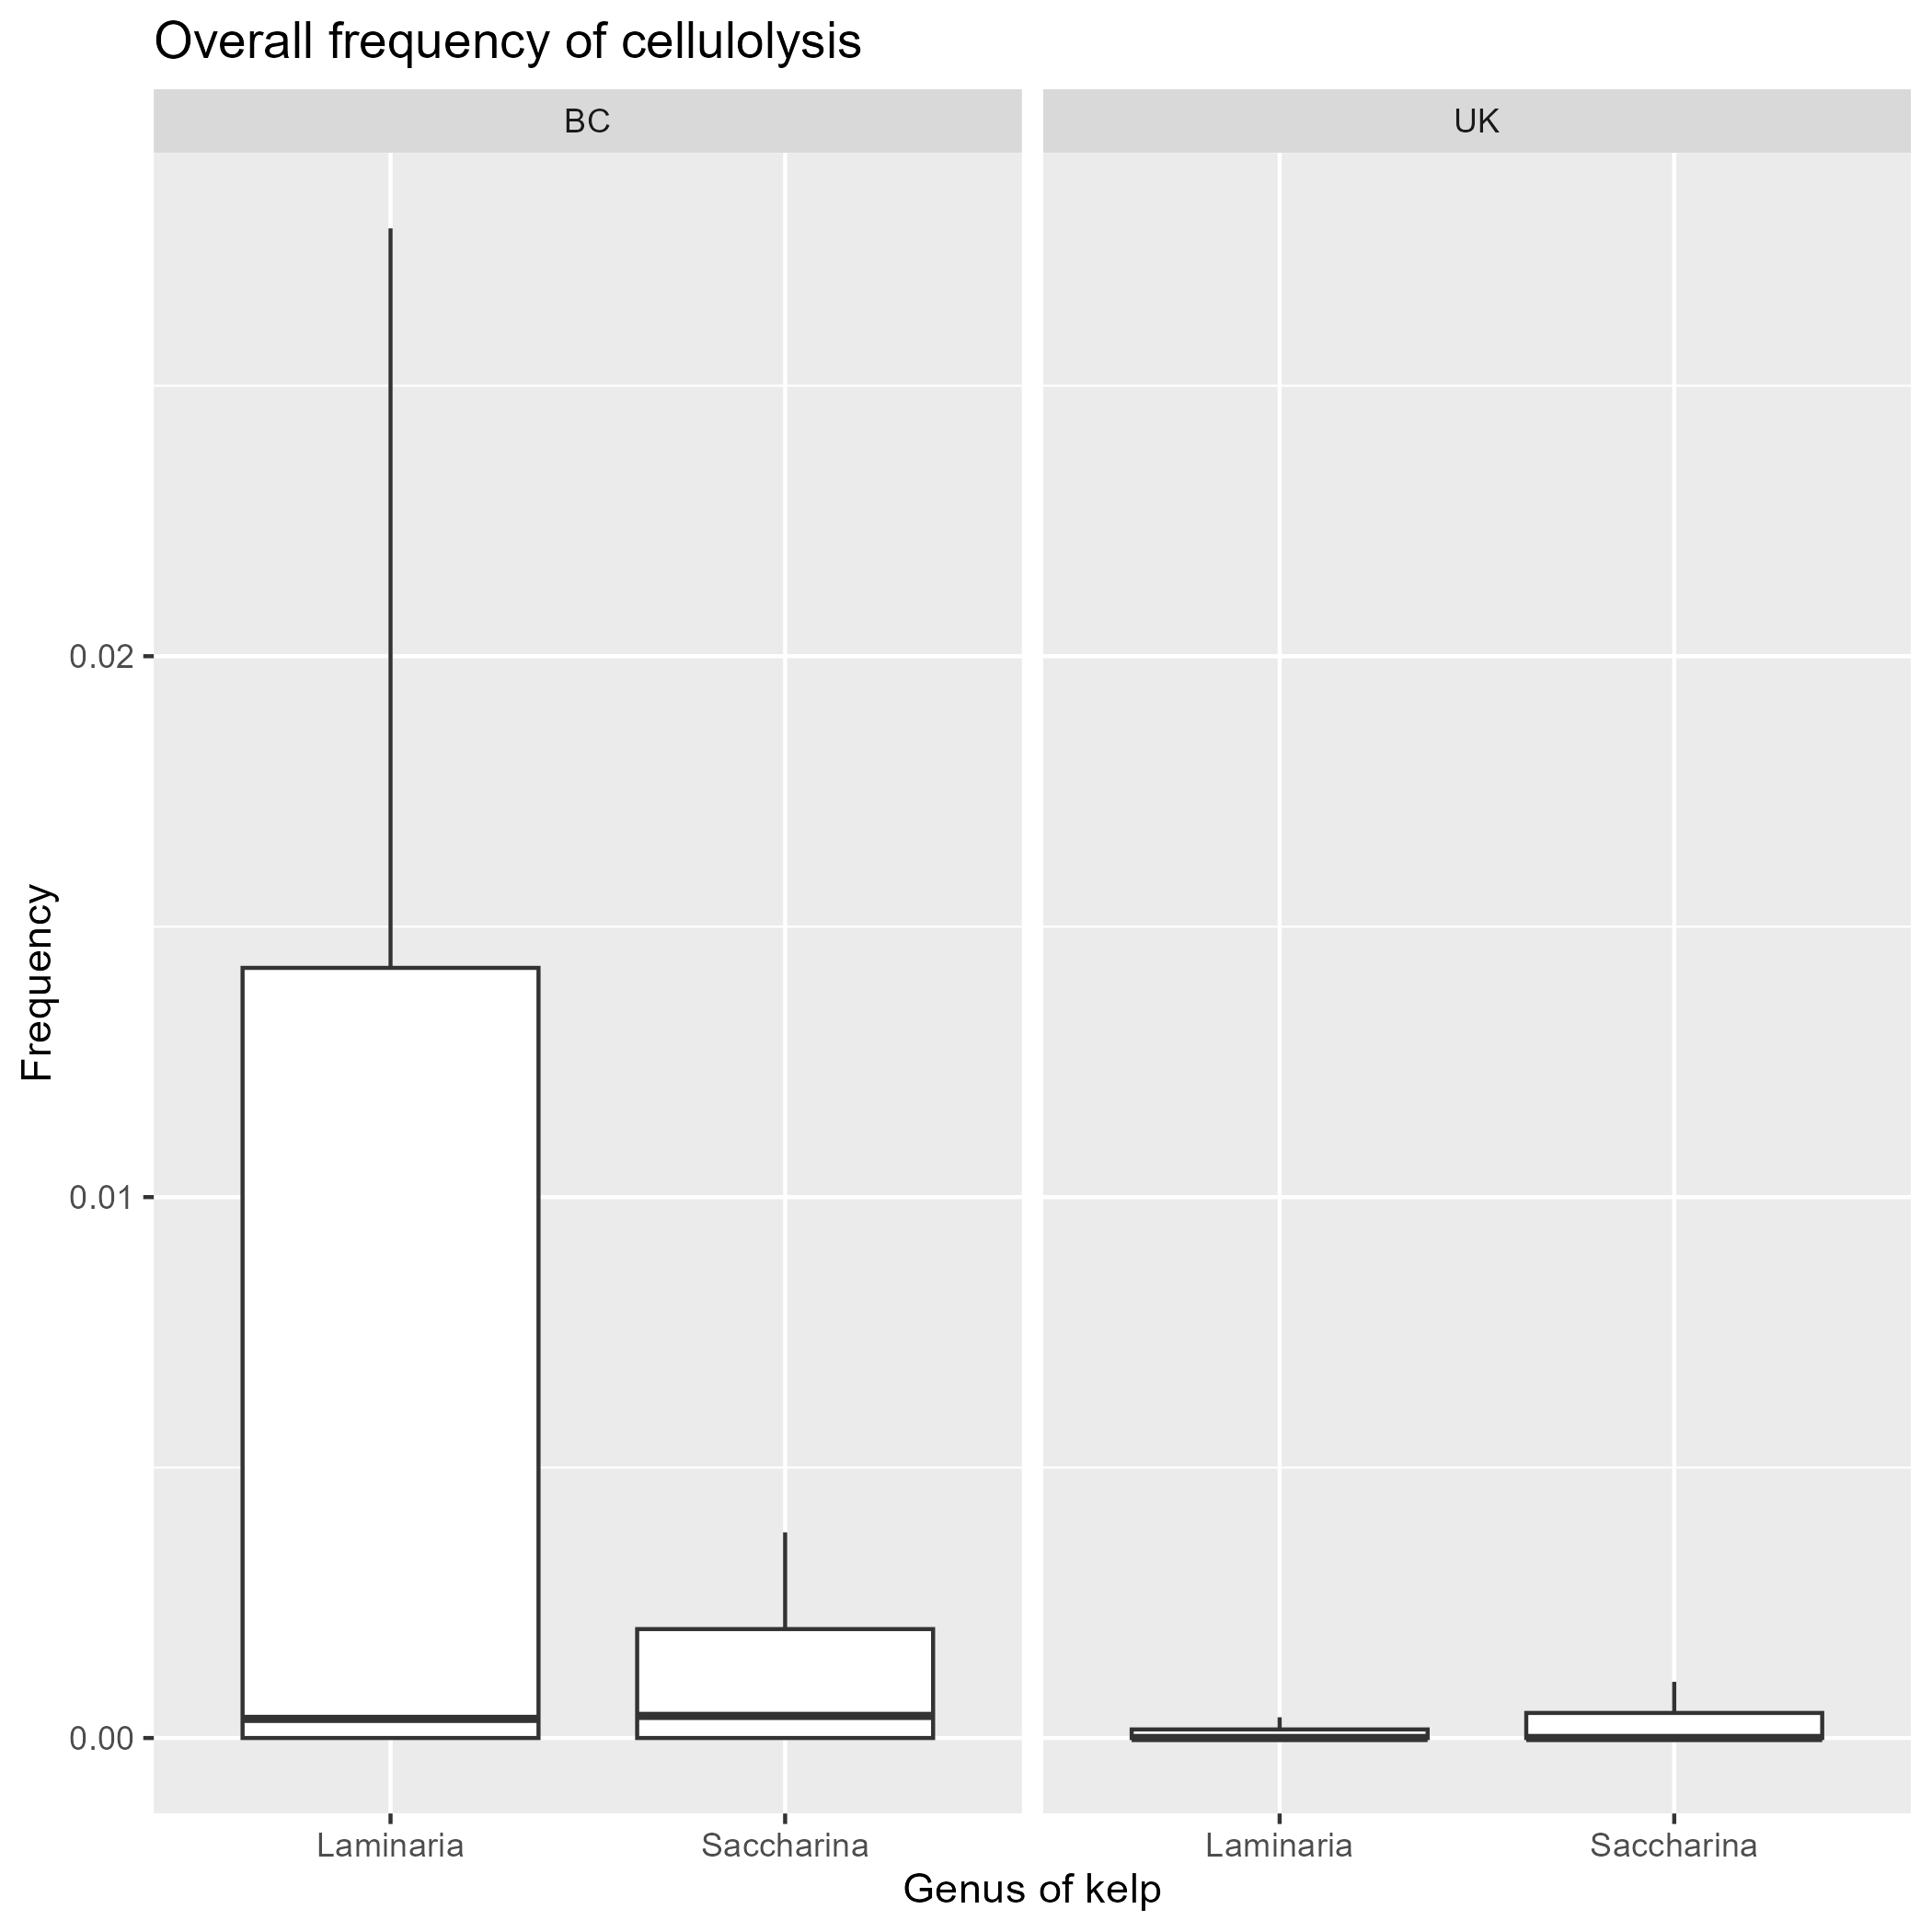 Overall frequency of cellulolysis
BC
UK
Frequency
0.02
0.01
0.00
Laminaria
Saccharina
Laminaria
Saccharina
Genus of kelp